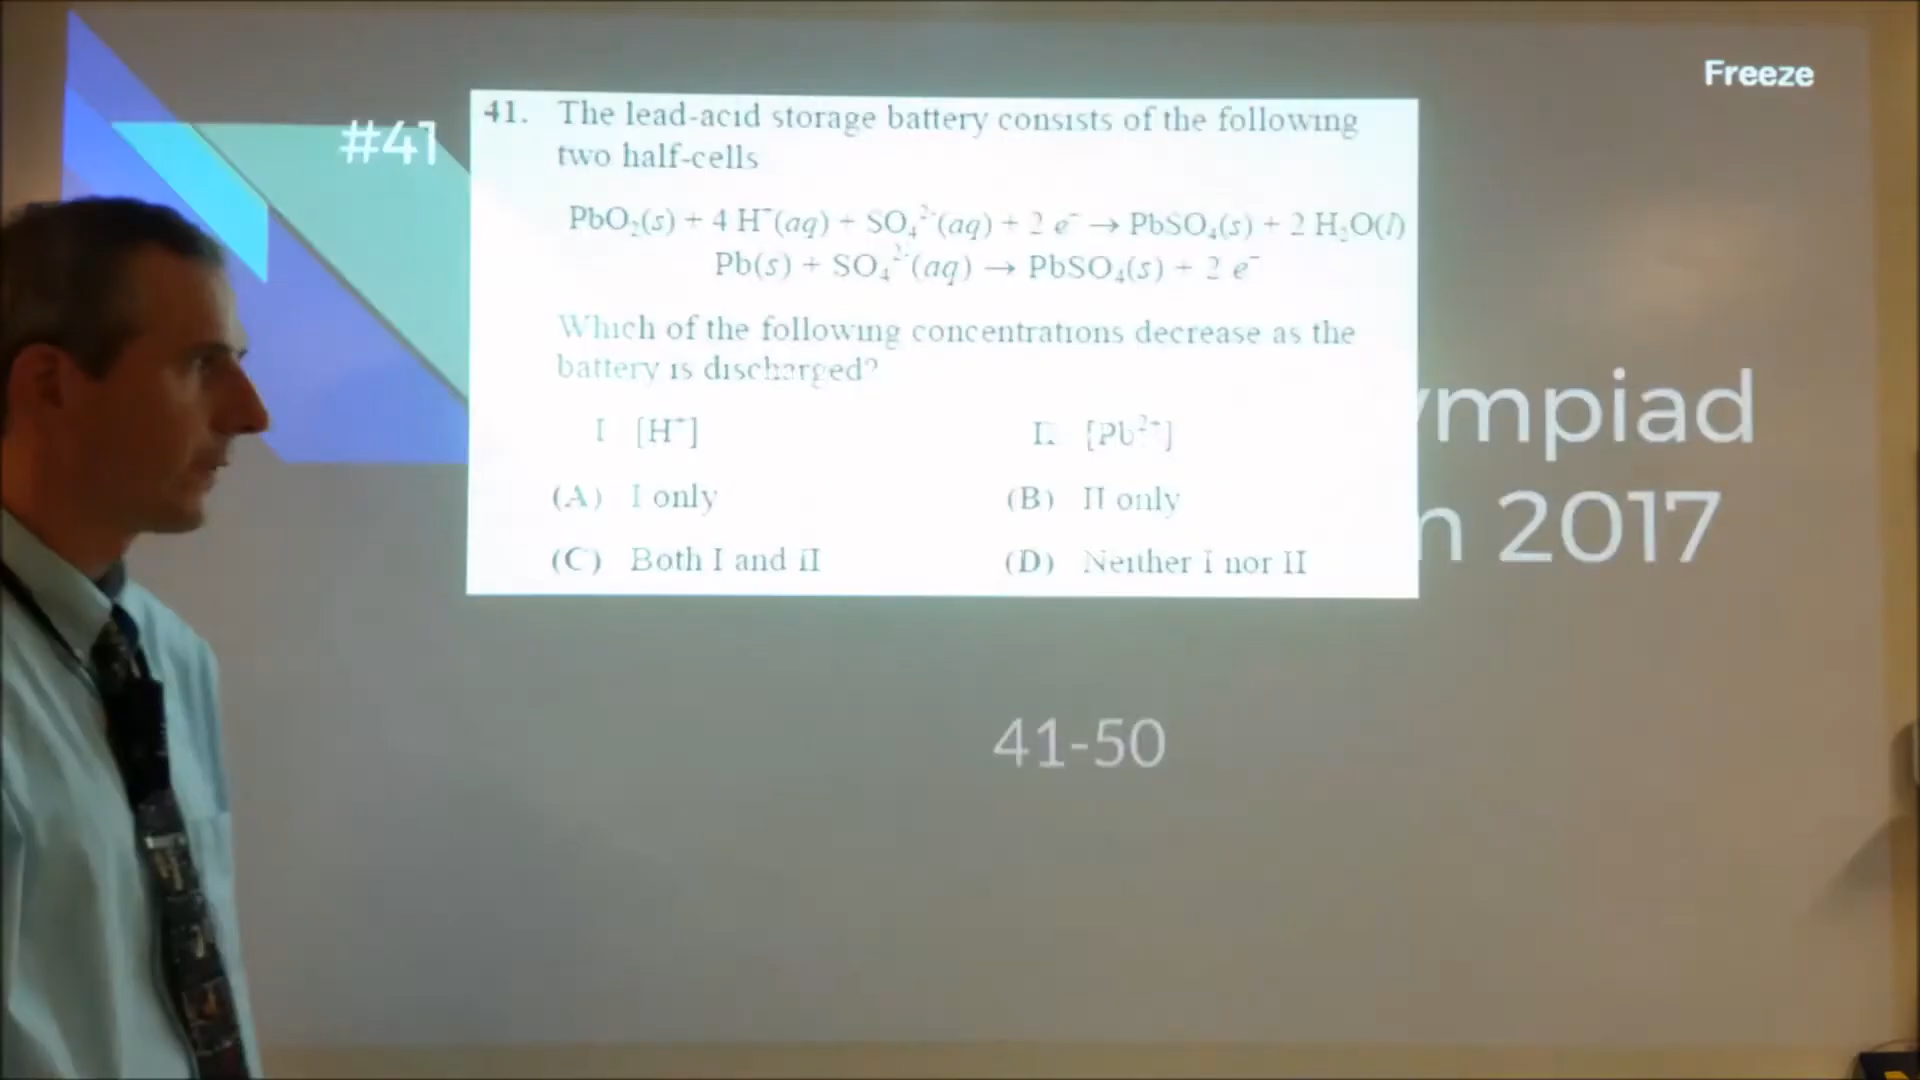 Freeze
#41
41. The lead-acid storage battery consists of the following
two half-cells
PbO₂(s) + 4 H⁺(aq) + SO₄²⁻(aq) + 2 e⁻ → PbSO₄(s) + 2 H₂O(l)
Pb(s) + SO₄²⁻(aq) → PbSO₄(s) + 2 e⁻
Which of the following concentrations decrease as the
battery is discharged?
I. [H⁺] II. [Pb²⁺]
(A) I only (B) II only
(C) Both I and II (D) Neither I nor II
ympiad
n 2017
41-50